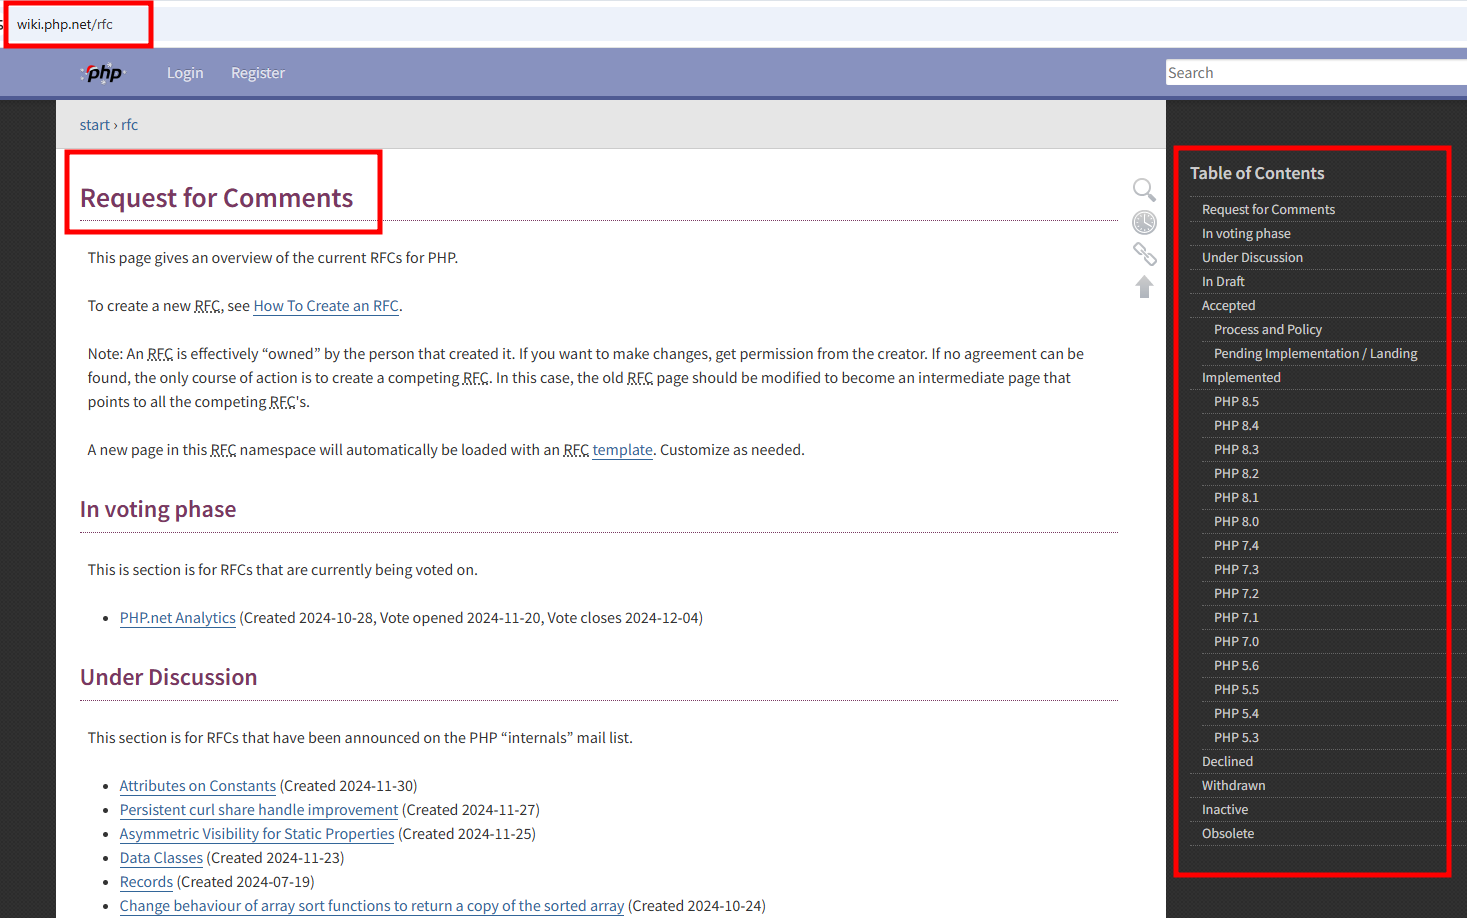 wiki.php.net/rfc
php
Login
Register
Search
start › rfc
Request for Comments
This page gives an overview of the current RFCs for PHP.
To create a new RFC, see How To Create an RFC.
Note: An RFC is effectively “owned” by the person that created it. If you want to make changes, get permission from the creator. If no agreement can be
found, the only course of action is to create a competing RFC. In this case, the old RFC page should be modified to become an intermediate page that
points to all the competing RFC's.
A new page in this RFC namespace will automatically be loaded with an RFC template. Customize as needed.
In voting phase
This is section is for RFCs that are currently being voted on.
• PHP.net Analytics (Created 2024-10-28, Vote opened 2024-11-20, Vote closes 2024-12-04)
Under Discussion
This section is for RFCs that have been announced on the PHP “internals” mail list.
• Attributes on Constants (Created 2024-11-30)
• Persistent curl share handle improvement (Created 2024-11-27)
• Asymmetric Visibility for Static Properties (Created 2024-11-25)
• Data Classes (Created 2024-11-23)
• Records (Created 2024-07-19)
• Change behaviour of array sort functions to return a copy of the sorted array (Created 2024-10-24)
Table of Contents
Request for Comments
In voting phase
Under Discussion
In Draft
Accepted
Process and Policy
Pending Implementation / Landing
Implemented
PHP 8.5
PHP 8.4
PHP 8.3
PHP 8.2
PHP 8.1
PHP 8.0
PHP 7.4
PHP 7.3
PHP 7.2
PHP 7.1
PHP 7.0
PHP 5.6
PHP 5.5
PHP 5.4
PHP 5.3
Declined
Withdrawn
Inactive
Obsolete